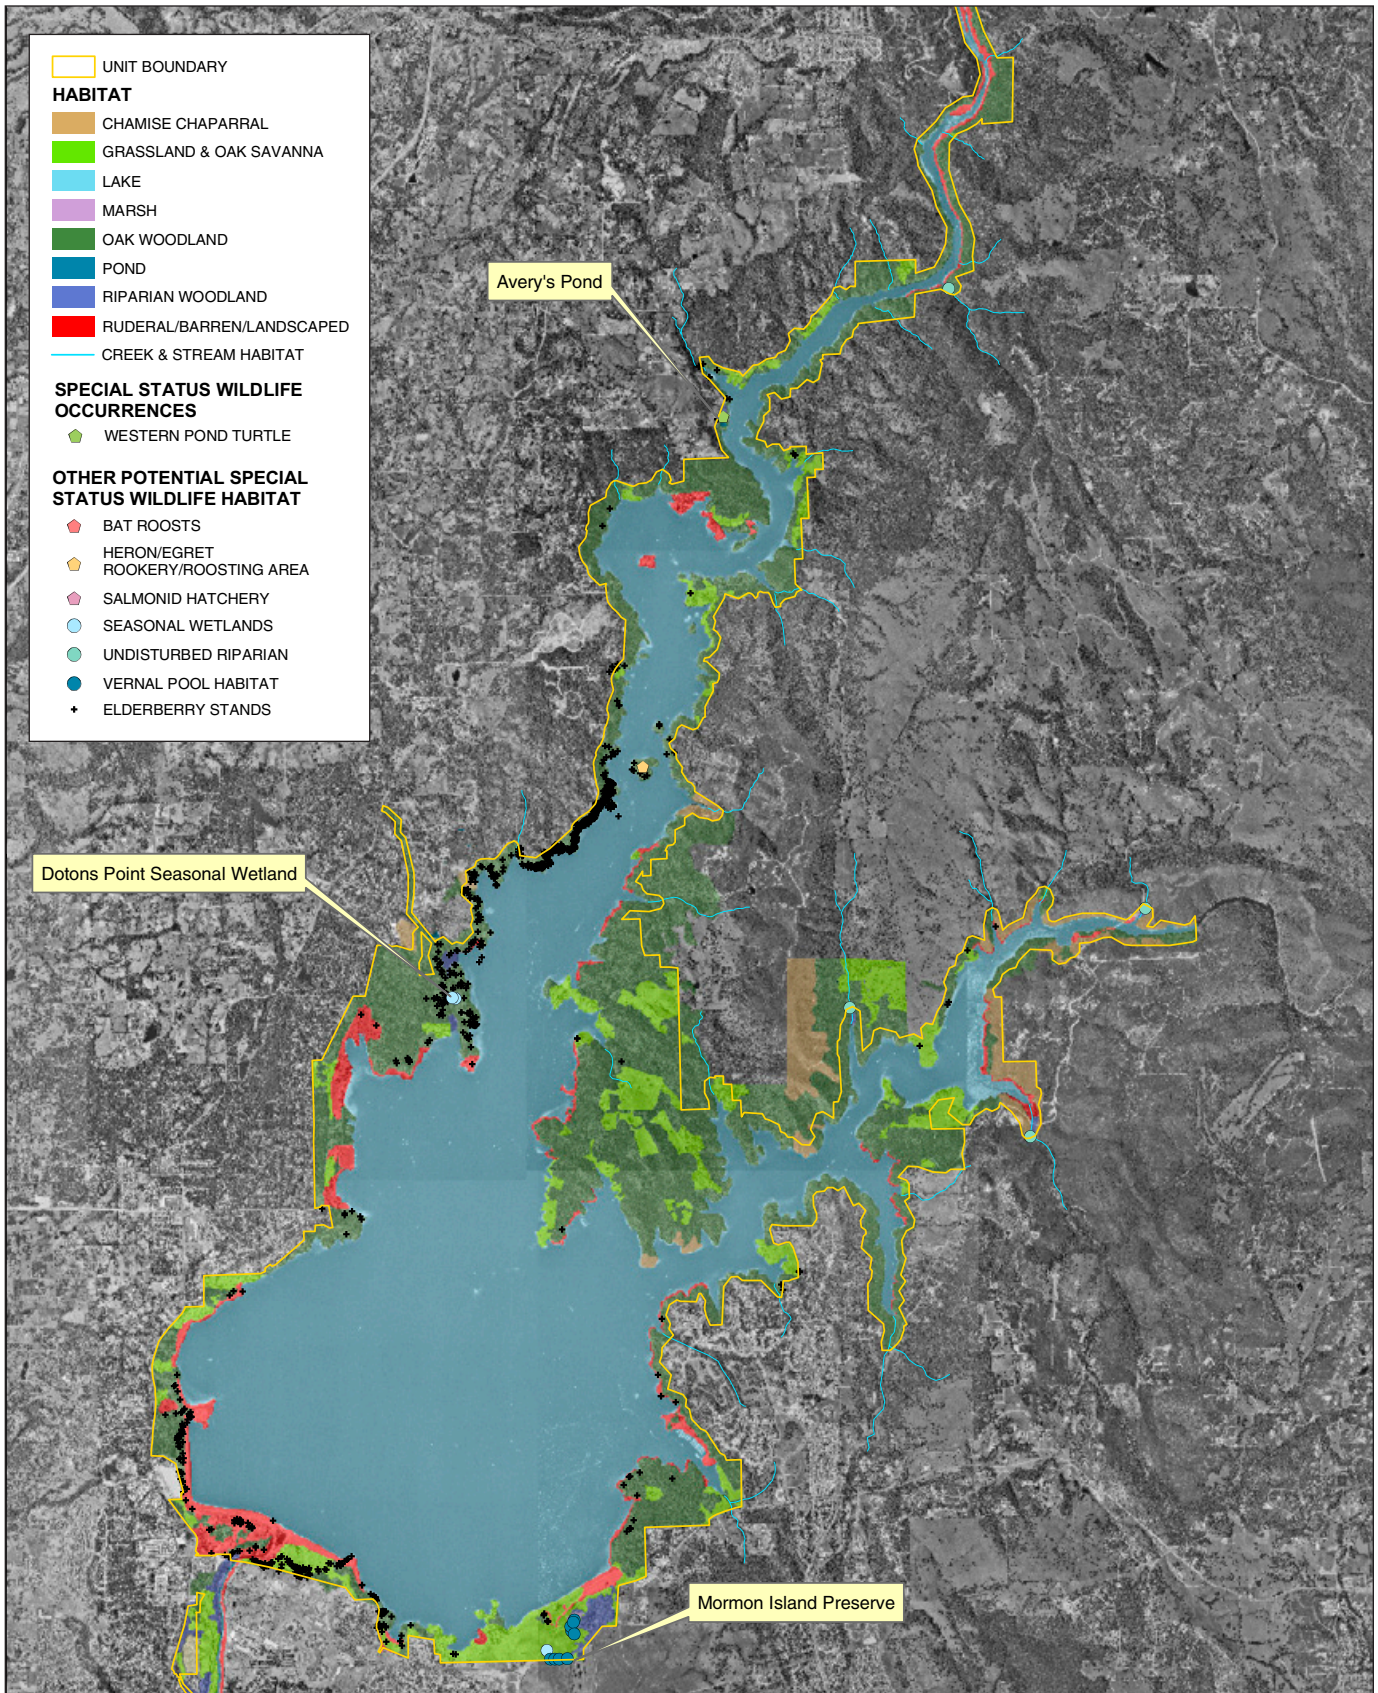 UNIT BOUNDARY
HABITAT
CHAMISE CHAPARRAL
GRASSLAND & OAK SAVANNA
LAKE
MARSH
OAK WOODLAND
POND
RIPARIAN WOODLAND
RUDERAL/BARREN/LANDSCAPED
CREEK & STREAM HABITAT
SPECIAL STATUS WILDLIFE
OCCURRENCES
WESTERN POND TURTLE
OTHER POTENTIAL SPECIAL
STATUS WILDLIFE HABITAT
BAT ROOSTS
HERON/EGRET
ROOKERY/ROOSTING AREA
SALMONID HATCHERY
SEASONAL WETLANDS
UNDISTURBED RIPARIAN
VERNAL POOL HABITAT
ELDERBERRY STANDS
Avery's Pond
Dotons Point Seasonal Wetland
Mormon Island Preserve